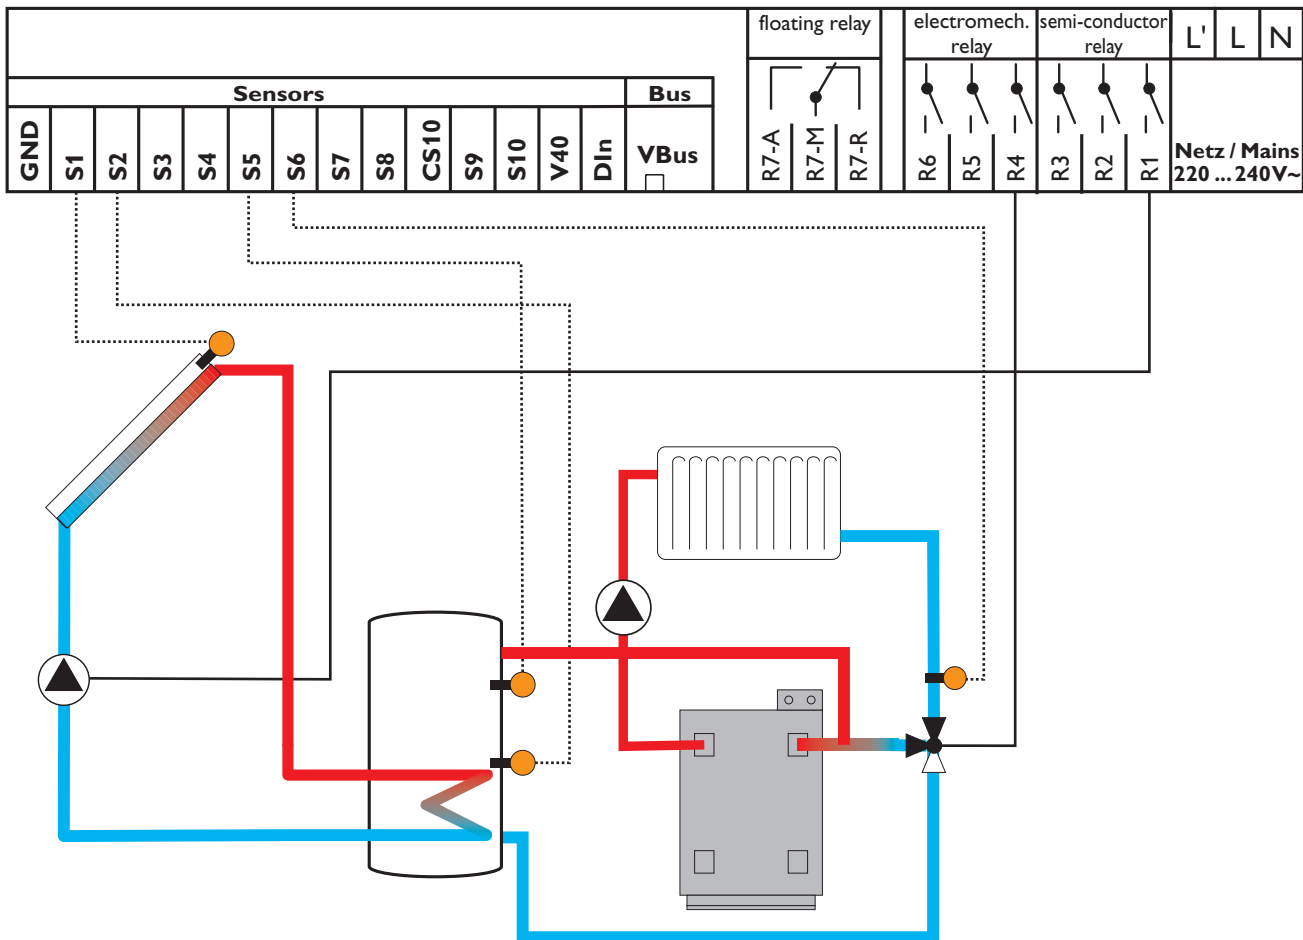 floating relay
electromech.
relay
semi-conductor
relay
L'
L
N
Sensors
Bus
GND
S1
S2
S3
S4
S5
S6
S7
S8
CS10
S9
S10
V40
DIn
VBus
R7-A
R7-M
R7-R
R6
R5
R4
R3
R2
R1
Netz / Mains
220 ... 240V~